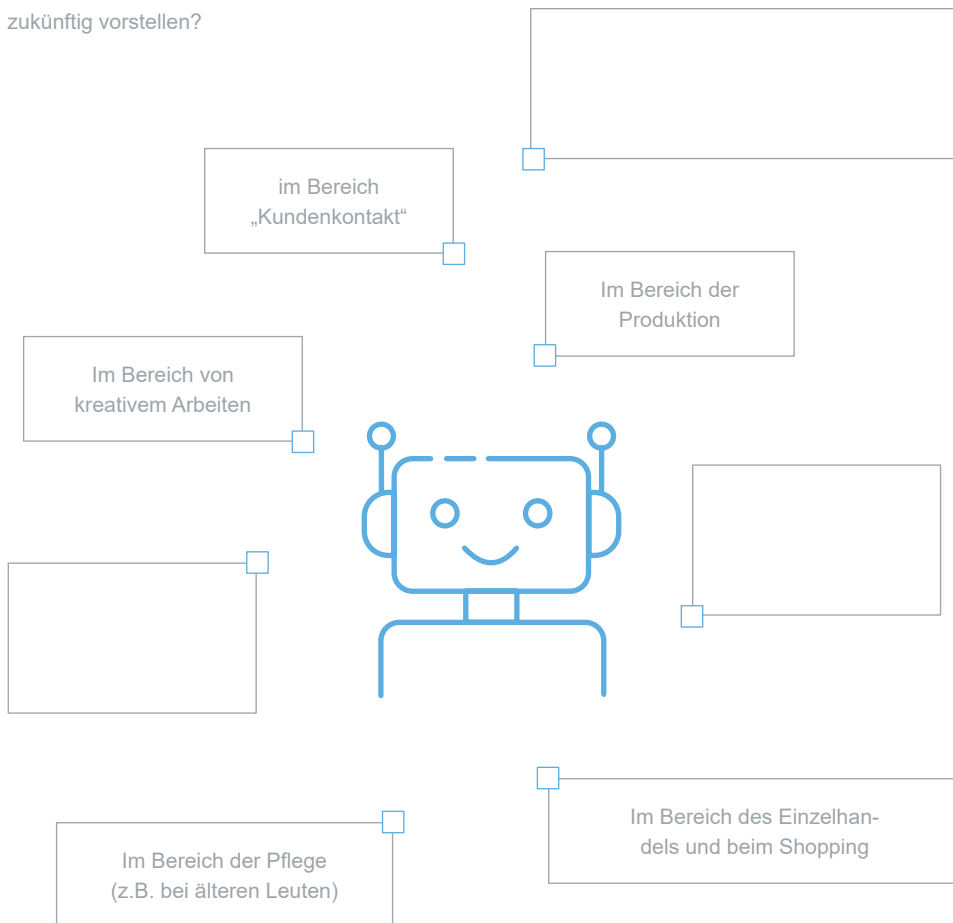 zukünftig vorstellen?
im Bereich
„Kundenkontakt“
Im Bereich der
Produktion
Im Bereich von
kreativem Arbeiten
Im Bereich des Einzelhan-
dels und beim Shopping
Im Bereich der Pflege
(z.B. bei älteren Leuten)